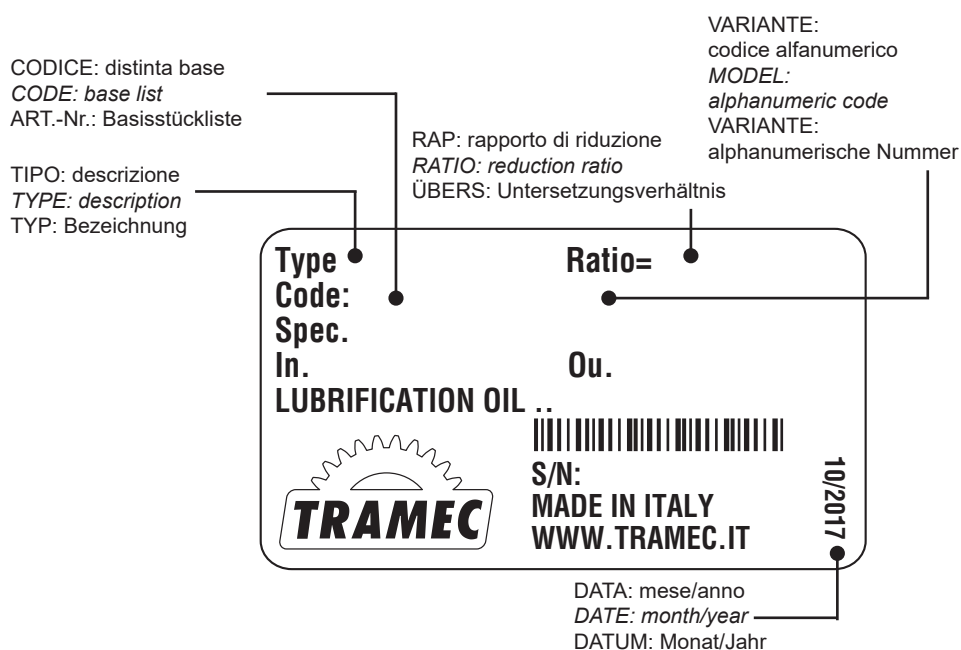 VARIANTE:
codice alfanumerico
MODEL:
alphanumeric code
VARIANTE:
alphanumerische Nummer
CODICE: distinta base
CODE: base list
ART.-Nr.: Basisstückliste
RAP: rapporto di riduzione
RATIO: reduction ratio
ÜBERS: Untersetzungsverhältnis
TIPO: descrizione
TYPE: description
TYP: Bezeichnung
Type Ratio=
Code:
Spec.
In. Ou.
LUBRIFICATION OIL ..
S/N:
MADE IN ITALY
WWW.TRAMEC.IT
TRAMEC
10/2017
DATA: mese/anno
DATE: month/year
DATUM: Monat/Jahr